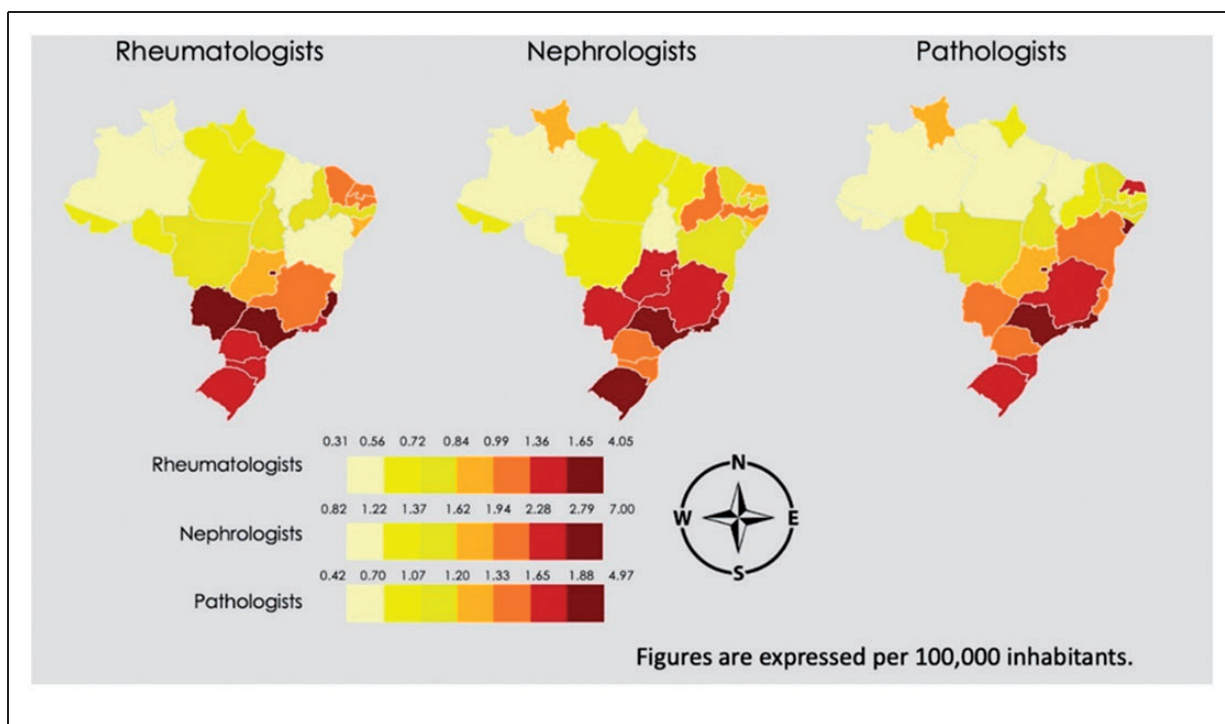 Rheumatologists Nephrologists Pathologists
0.31 0.56 0.72 0.84 0.99 1.36 1.65 4.05
Rheumatologists
0.82 1.22 1.37 1.62 1.94 2.28 2.79 7.00
Nephrologists
0.42 0.70 1.07 1.20 1.33 1.65 1.88 4.97
Pathologists
N
W E
S
Figures are expressed per 100,000 inhabitants.